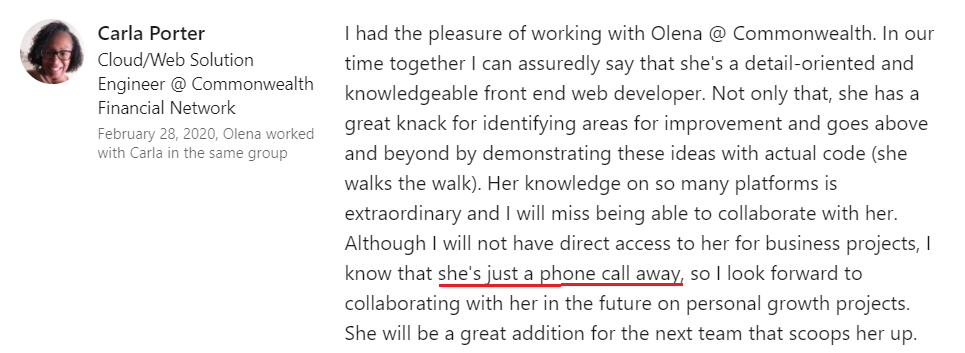 Carla Porter
Cloud/Web Solution
Engineer @ Commonwealth
Financial Network
February 28, 2020, Olena worked
with Carla in the same group
I had the pleasure of working with Olena @ Commonwealth. In our
time together I can assuredly say that she's a detail-oriented and
knowledgeable front end web developer. Not only that, she has a
great knack for identifying areas for improvement and goes above
and beyond by demonstrating these ideas with actual code (she
walks the walk). Her knowledge on so many platforms is
extraordinary and I will miss being able to collaborate with her.
Although I will not have direct access to her for business projects, I
know that she's just a phone call away, so I look forward to
collaborating with her in the future on personal growth projects.
She will be a great addition for the next team that scoops her up.